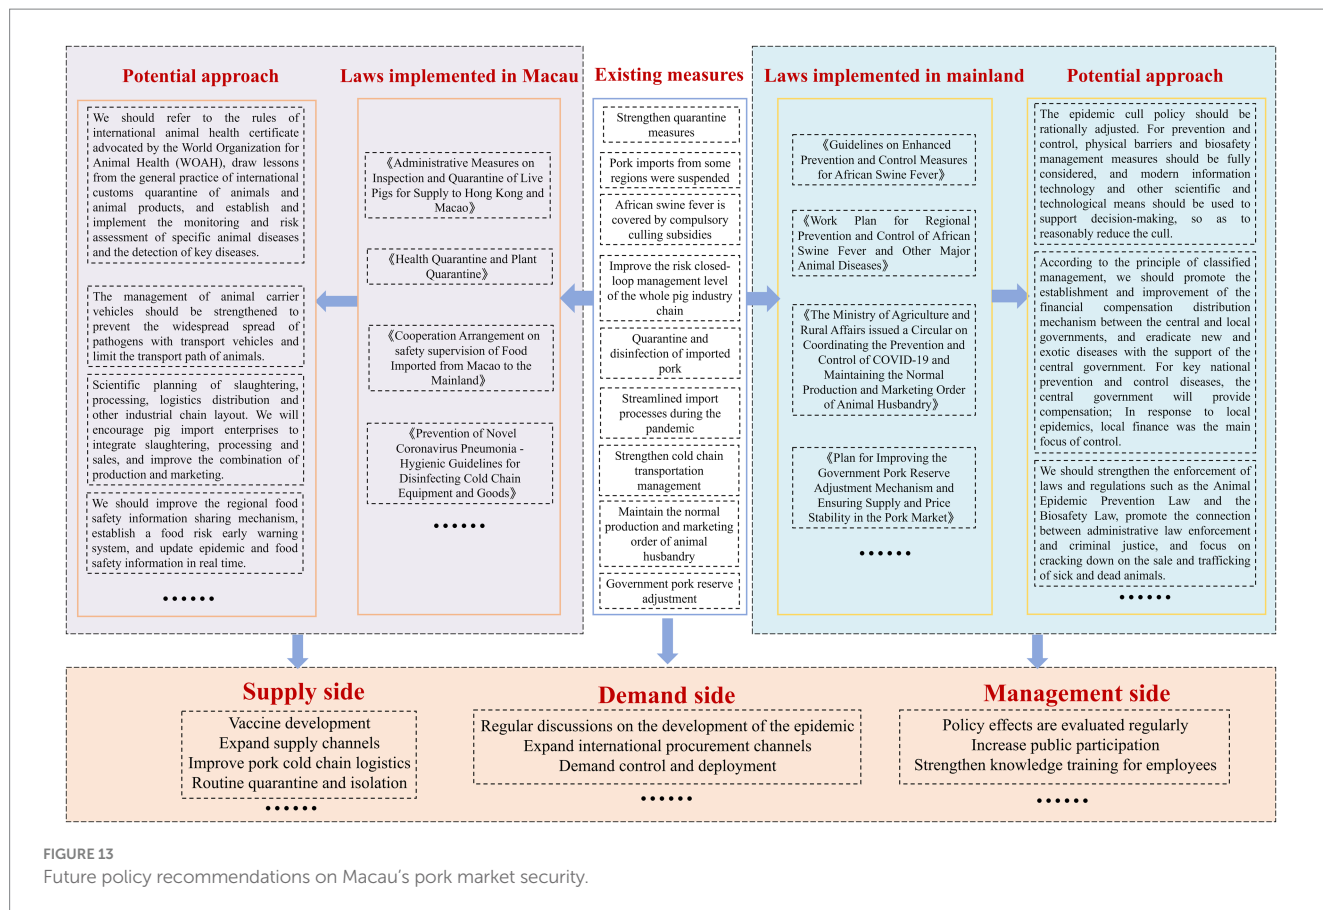 Potential approach
We should refer to the rules of
international animal health certificate
advocated by the World Organization for
Animal Health (WOAH), draw lessons
from the general practice of international
customs quarantine of animals and
animal products, and establish and
implement the monitoring and risk
assessment of specific animal diseases
and the detection of key diseases.
The management of animal carrier
vehicles should be strengthened to
prevent the widespread spread of
pathogens with transport vehicles and
limit the transport path of animals.
Scientific planning of slaughtering,
processing, logistics distribution and
other industrial chain layout. We will
encourage pig import enterprises to
integrate slaughtering, processing and
sales, and improve the combination of
production and marketing.
We should improve the regional food
safety information sharing mechanism,
establish a food risk early warning
system, and update epidemic and food
safety information in real time.
••••••
Laws implemented in Macau
《Administrative Measures on
Inspection and Quarantine of Live
Pigs for Supply to Hong Kong and
Macao》
《Health Quarantine and Plant
Quarantine》
《Cooperation Arrangement on
safety supervision of Food
Imported from Macao to the
Mainland》
《Prevention of Novel
Coronavirus Pneumonia -
Hygienic Guidelines for
Disinfecting Cold Chain
Equipment and Goods》
••••••
Existing measures
Strengthen quarantine
measures
Pork imports from some
regions were suspended
African swine fever is
covered by compulsory
culling subsidies
Improve the risk closed-
loop management level
of the whole pig industry
chain
Quarantine and
disinfection of imported
pork
Streamlined import
processes during the
pandemic
Strengthen cold chain
transportation
management
Maintain the normal
production and marketing
order of animal
husbandry
Government pork reserve
adjustment
Laws implemented in mainland
《Guidelines on Enhanced
Prevention and Control Measures
for African Swine Fever》
《Work Plan for Regional
Prevention and Control of African
Swine Fever and Other Major
Animal Diseases》
《The Ministry of Agriculture and
Rural Affairs issued a Circular on
Coordinating the Prevention and
Control of COVID-19 and
Maintaining the Normal
Production and Marketing Order
of Animal Husbandry》
《Plan for Improving the
Government Pork Reserve
Adjustment Mechanism and
Ensuring Supply and Price
Stability in the Pork Market》
••••••
Potential approach
The epidemic cull policy should be
rationally adjusted. For prevention and
control, physical barriers and biosafety
management measures should be fully
considered, and modern information
technology and other scientific and
technological means should be used to
support decision-making, so as to
reasonably reduce the cull.
According to the principle of classified
management, we should promote the
establishment and improvement of the
financial compensation distribution
mechanism between the central and local
governments, and eradicate new and
exotic diseases with the support of the
central government. For key national
prevention and control diseases, the
central government will provide
compensation; In response to local
epidemics, local finance was the main
focus of control.
We should strengthen the enforcement of
laws and regulations such as the Animal
Epidemic Prevention Law and the
Biosafety Law, promote the connection
between administrative law enforcement
and criminal justice, and focus on
cracking down on the sale and trafficking
of sick and dead animals.
••••••
Supply side
Vaccine development
Expand supply channels
Improve pork cold chain logistics
Routine quarantine and isolation
••••••
Demand side
Regular discussions on the development of the epidemic
Expand international procurement channels
Demand control and deployment
••••••
Management side
Policy effects are evaluated regularly
Increase public participation
Strengthen knowledge training for employees
••••••
FIGURE 13
Future policy recommendations on Macau's pork market security.